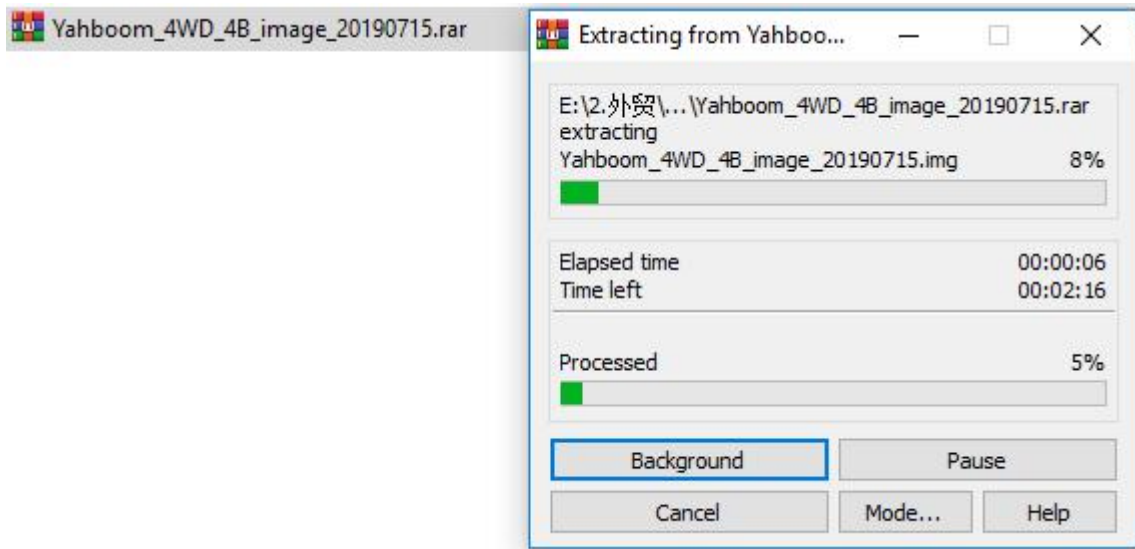 Yahboom_4WD_4B_image_20190715.rar
Extracting from Yahboo...
E:\2.外贸\...\Yahboom_4WD_4B_image_20190715.rar
extracting
Yahboom_4WD_4B_image_20190715.img 8%
Elapsed time 00:00:06
Time left 00:02:16
Processed 5%
Background Pause
Cancel Mode... Help